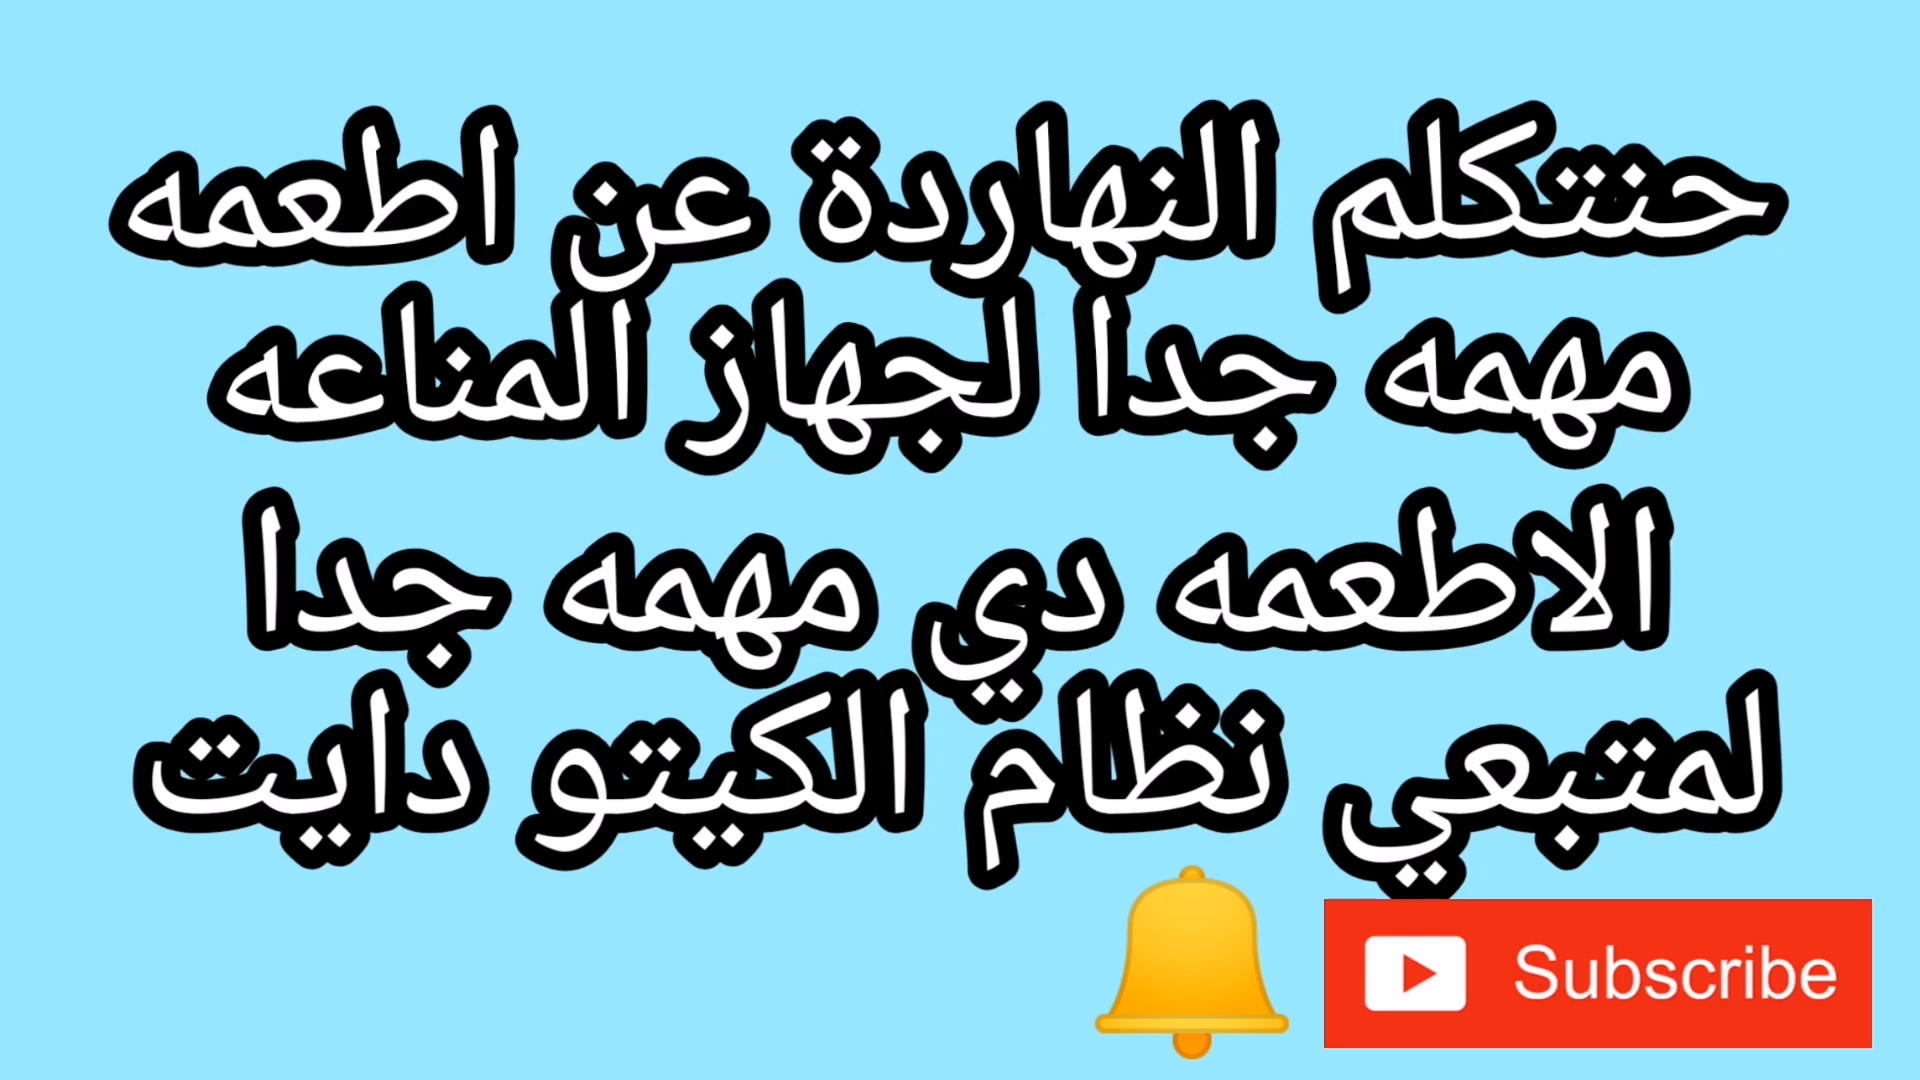 حنتكلم النهاردة عن اطعمه
مهمه جدا لجهاز المناعه
الاطعمه دي مهمه جدا
لمتبعي نظام الكيتو دايت
Subscribe